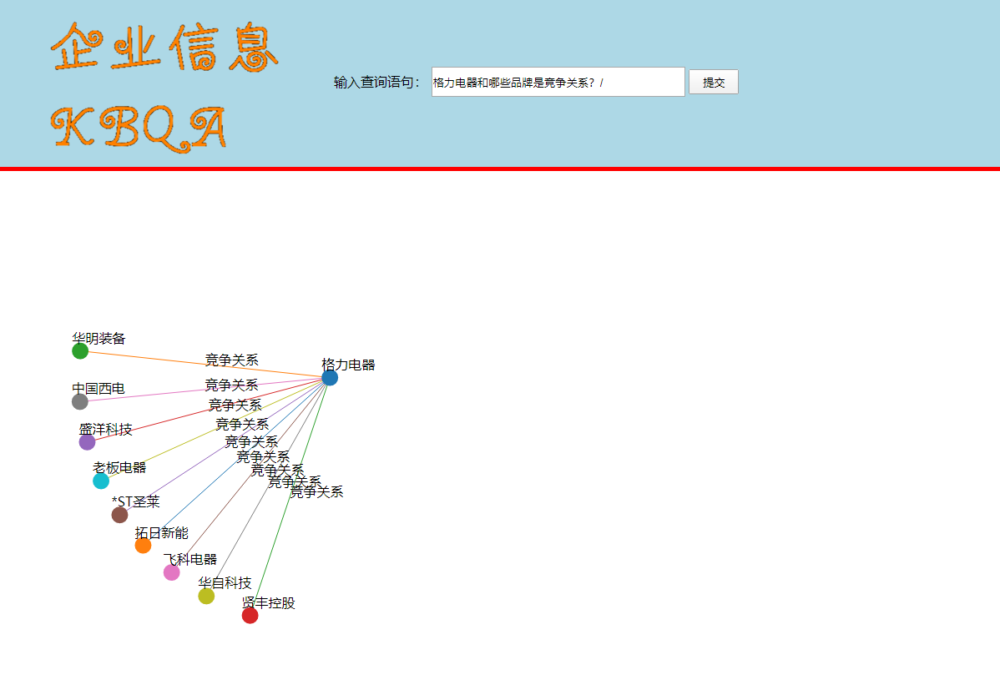 企业信息
KBQA
输入查询语句：
格力电器和哪些品牌是竞争关系？/
提交
华明装备
竞争关系
格力电器
中国西电
竞争关系
竞争关系
盛洋科技
竞争关系
竞争关系
竞争关系
老板电器
竞争关系
竞争关系
竞争关系
*ST圣莱
拓日新能
飞科电器
华自科技
贤丰控股